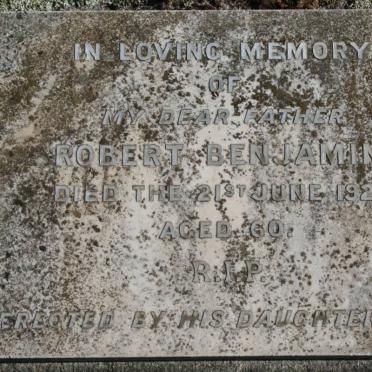 IN LOVING MEMORY
OF
MY DEAR FATHER
ROBERT BENJAMIN
DIED THE 21ST JUNE 192
AGED 60.
R.I.P.
ERECTED BY HIS DAUGHTER